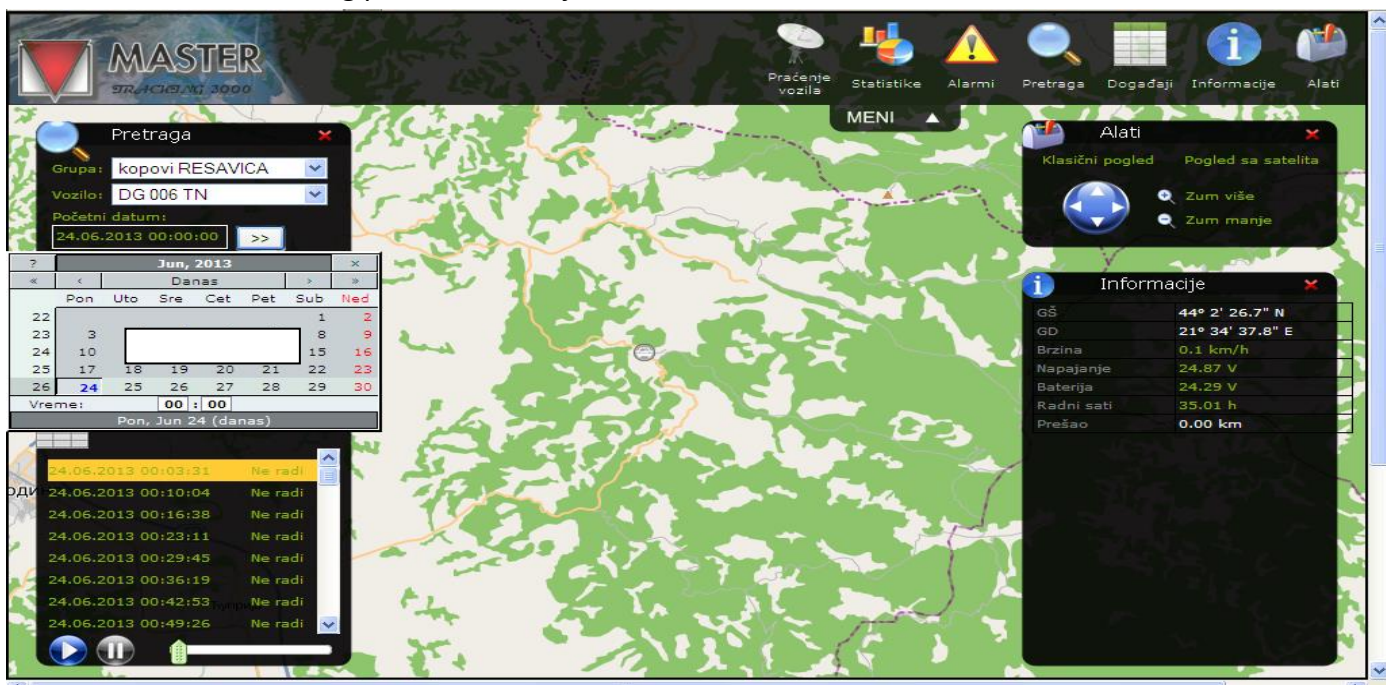 MASTER
TRACKING 3000
Praćenje
vozila
Statistike
Alarmi
Pretraga
Događaji
Informacije
Alati
MENI
Pretraga
Grupa: kopovi RESAVICA
Vozilo: DG 006 TN
Početni datum:
24.06.2013 00:00:00 >>
? Jun, 2013 ×
« ‹ Danas › »
Pon Uto Sre Cet Pet Sub Ned
22 1 2
23 3 8 9
24 10 15 16
25 17 18 19 20 21 22 23
26 24 25 26 27 28 29 30
Vreme: 00 : 00
Pon, Jun 24 (danas)
24.06.2013 00:03:31 Ne radi
24.06.2013 00:10:04 Ne radi
24.06.2013 00:16:38 Ne radi
24.06.2013 00:23:11 Ne radi
24.06.2013 00:29:45 Ne radi
24.06.2013 00:36:19 Ne radi
24.06.2013 00:42:53 Ne radi
24.06.2013 00:49:26 Ne radi
Alati
Klasični pogled Pogled sa satelita
Zum više
Zum manje
Informacije
GŠ 44° 2' 26.7" N
GD 21° 34' 37.8" E
Brzina 0.1 km/h
Napajanje 24.87 V
Baterija 24.29 V
Radni sati 35.01 h
Prešao 0.00 km